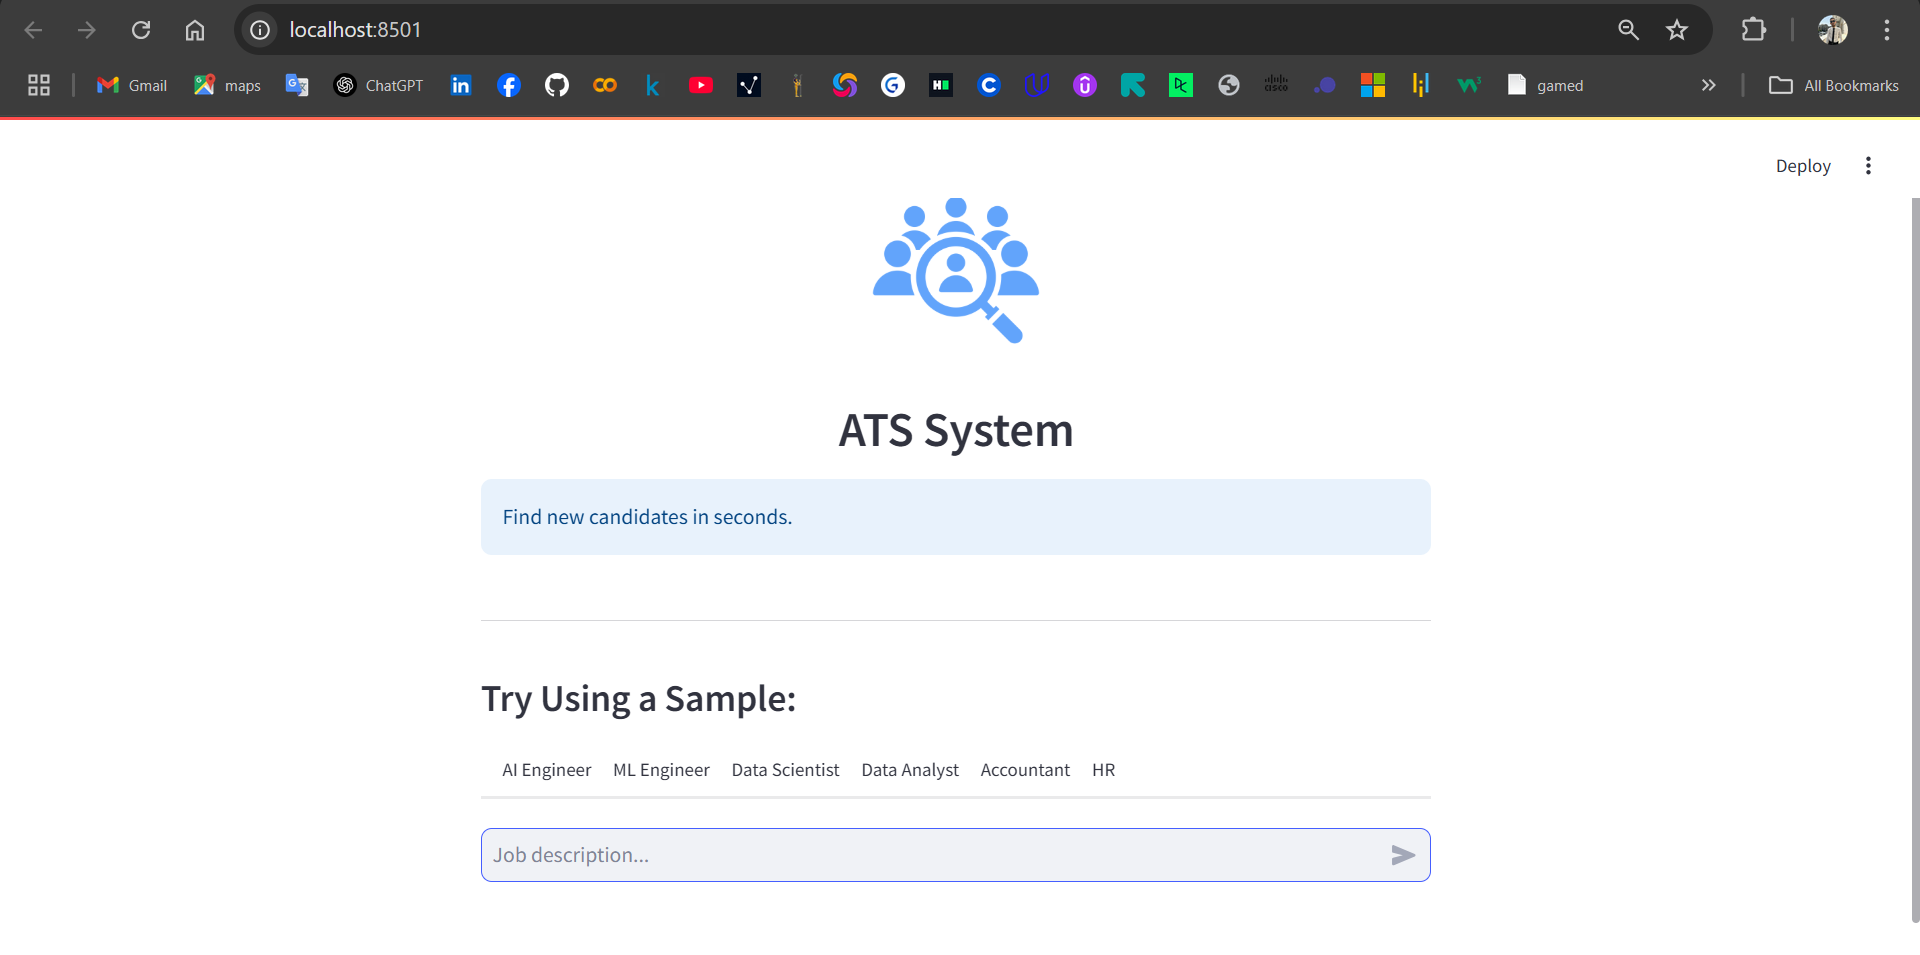 localhost:8501
Gmail maps ChatGPT gamed All Bookmarks
Deploy
ATS System
Find new candidates in seconds.
Try Using a Sample:
AI Engineer ML Engineer Data Scientist Data Analyst Accountant HR
Job description...